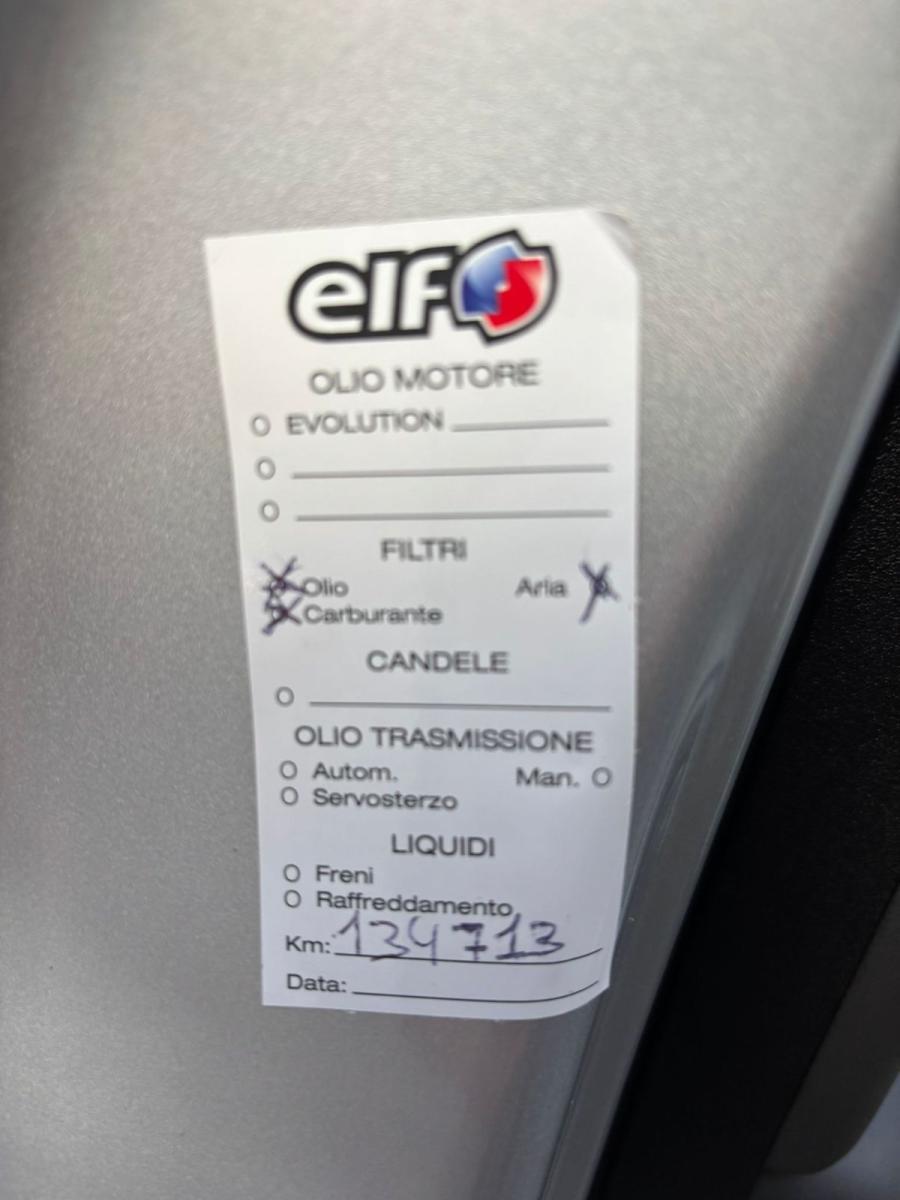 elf
OLIO MOTORE
O EVOLUTION
FILTRI
Olio Aria
Carburante
CANDELE
OLIO TRASMISSIONE
O Autom. Man. O
O Servosterzo
LIQUIDI
O Freni
O Raffreddamento
Km: 134713
Data: